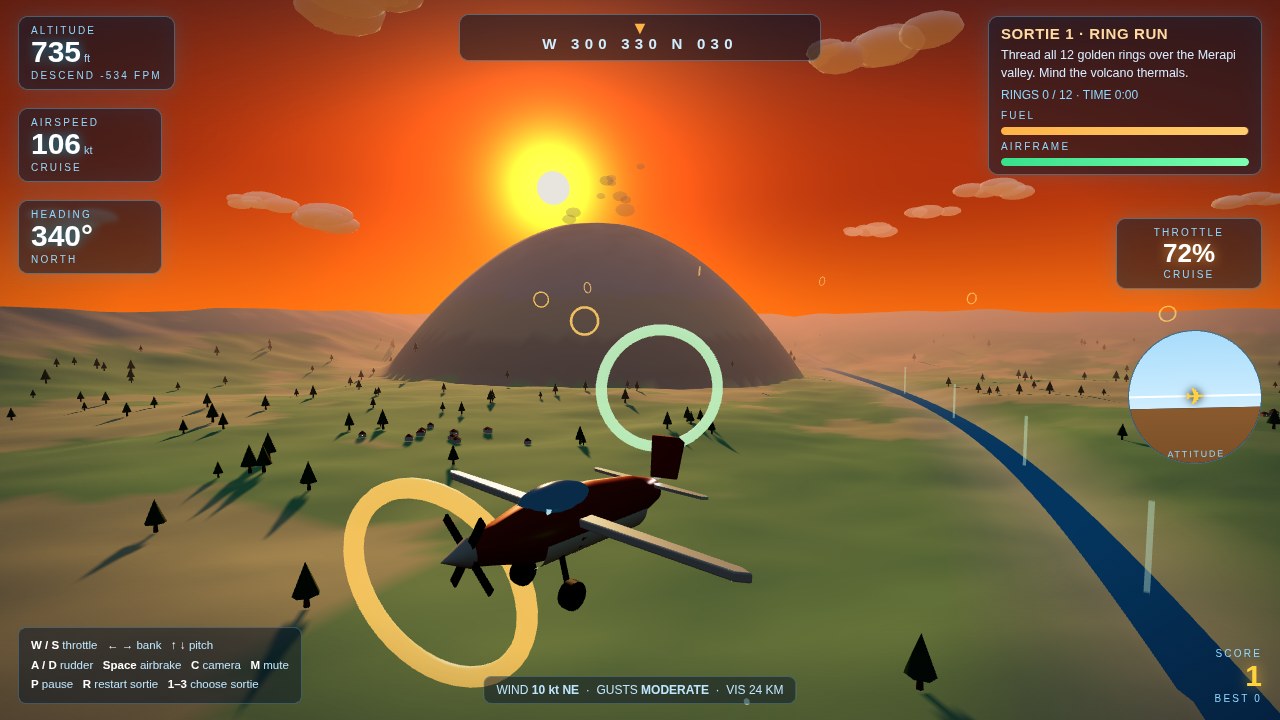 ALTITUDE
735 ft
DESCEND -534 FPM
AIRSPEED
106 kt
CRUISE
HEADING
340°
NORTH
W 300 330 N 030
SORTIE 1 · RING RUN
Thread all 12 golden rings over the Merapi
valley. Mind the volcano thermals.
RINGS 0 / 12 · TIME 0:00
FUEL
AIRFRAME
THROTTLE
72%
CRUISE
ATTITUDE
W / S throttle ← → bank ↑ ↓ pitch
A / D rudder Space airbrake C camera M mute
P pause R restart sortie 1–3 choose sortie
WIND 10 kt NE · GUSTS MODERATE · VIS 24 KM
SCORE
1
BEST 0